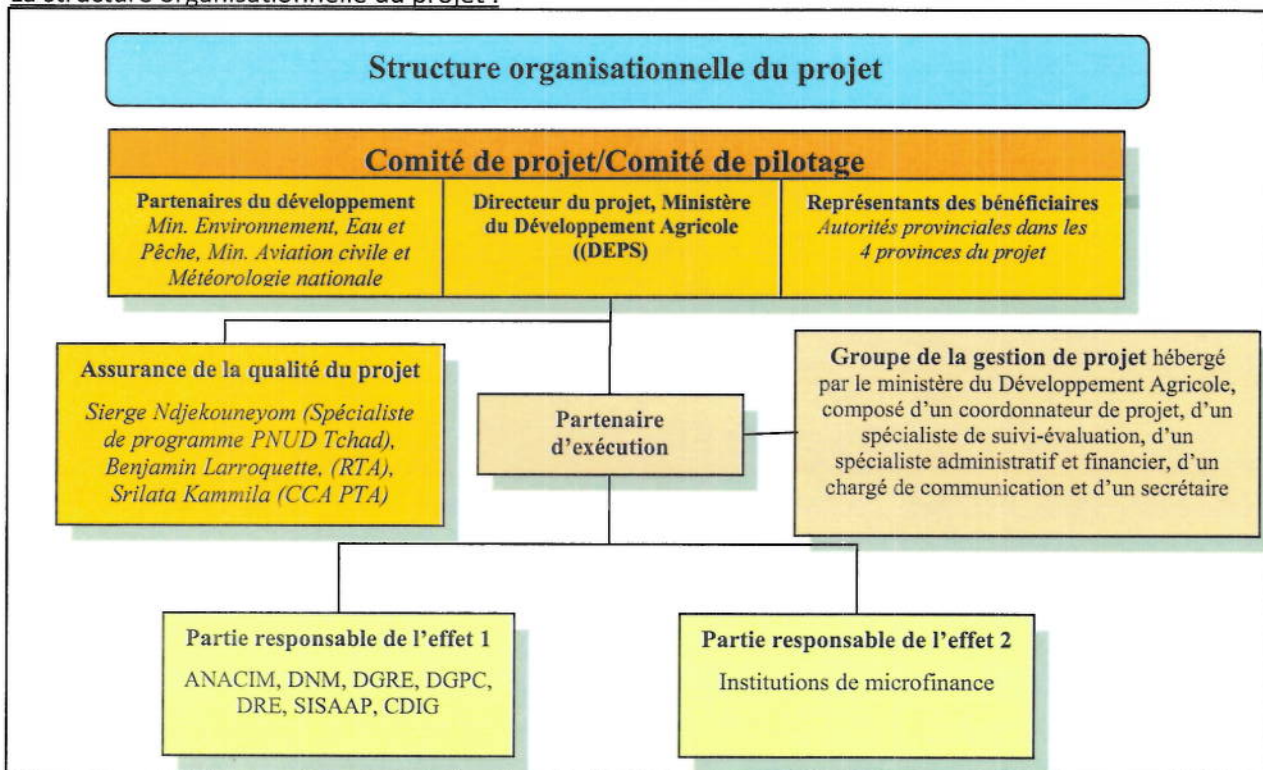 La structure organisationnelle du projet :
Structure organisationnelle du projet
Comité de projet/Comité de pilotage
Partenaires du développement
Min. Environnement, Eau et
Pêche, Min. Aviation civile et
Météorologie nationale
Directeur du projet, Ministère
du Développement Agricole
((DEPS)
Représentants des bénéficiaires
Autorités provinciales dans les
4 provinces du projet
Assurance de la qualité du projet
Sierge Ndjekouneyom (Spécialiste
de programme PNUD Tchad),
Benjamin Larroquette, (RTA),
Srilata Kammila (CCA PTA)
Partenaire
d'exécution
Groupe de la gestion de projet hébergé
par le ministère du Développement Agricole,
composé d'un coordonnateur de projet, d'un
spécialiste de suivi-évaluation, d'un
spécialiste administratif et financier, d'un
chargé de communication et d'un secrétaire
Partie responsable de l'effet 1
ANACIM, DNM, DGRE, DGPC,
DRE, SISAAP, CDIG
Partie responsable de l'effet 2
Institutions de microfinance